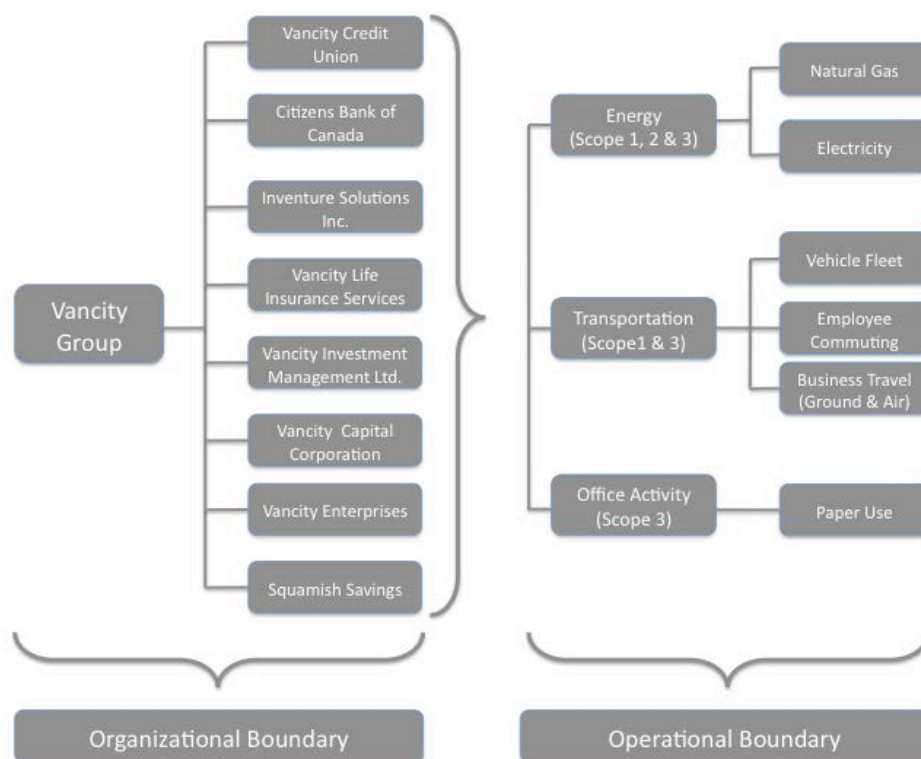 Vancity
Group
Vancity Credit
Union
Citizens Bank of
Canada
Inventure Solutions
Inc.
Vancity Life
Insurance Services
Vancity Investment
Management Ltd.
Vancity Capital
Corporation
Vancity Enterprises
Squamish Savings
Organizational Boundary
Energy
(Scope 1, 2 & 3)
Natural Gas
Electricity
Transportation
(Scope1 & 3)
Vehicle Fleet
Employee
Commuting
Business Travel
(Ground & Air)
Office Activity
(Scope 3)
Paper Use
Operational Boundary